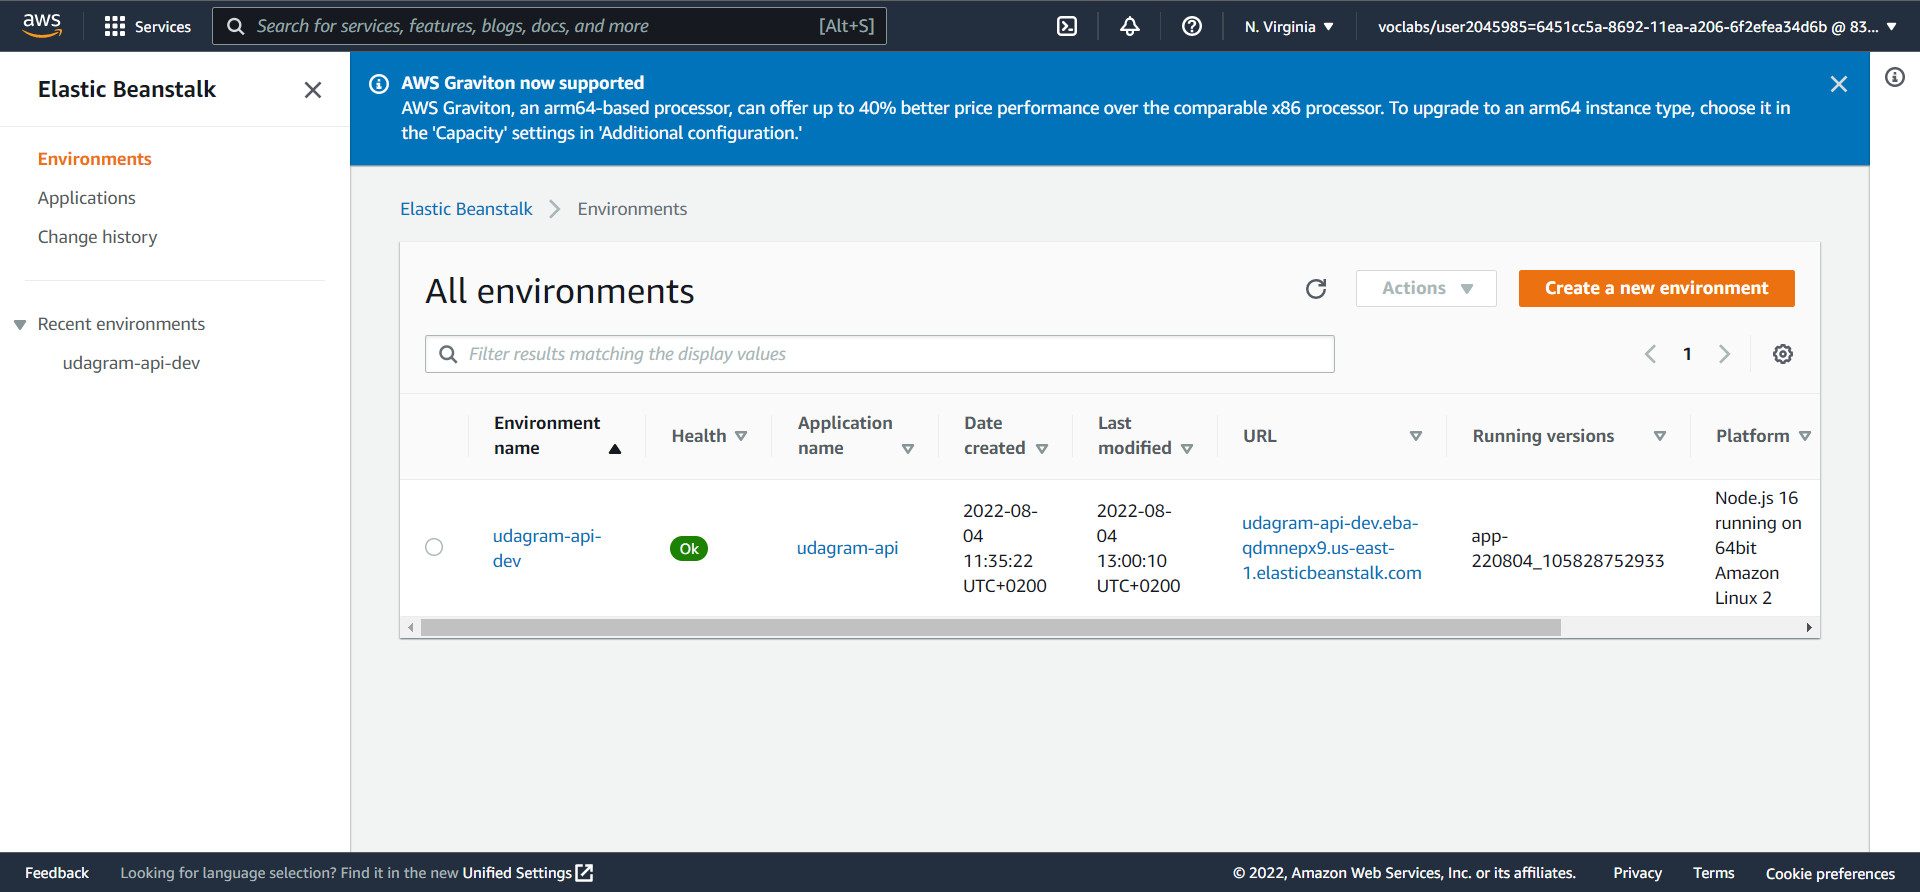 aws
Services
Search for services, features, blogs, docs, and more
[Alt+S]
N. Virginia
voclabs/user2045985=6451cc5a-8692-11ea-a206-6f2efea34d6b @ 83...
Elastic Beanstalk
Environments
Applications
Change history
Recent environments
udagram-api-dev
AWS Graviton now supported
AWS Graviton, an arm64-based processor, can offer up to 40% better price performance over the comparable x86 processor. To upgrade to an arm64 instance type, choose it in
the 'Capacity' settings in 'Additional configuration.'
Elastic Beanstalk
Environments
All environments
Actions
Create a new environment
Filter results matching the display values
1
Environment
name
Health
Application
name
Date
created
Last
modified
URL
Running versions
Platform
udagram-api-
dev
Ok
udagram-api
2022-08-
04
11:35:22
UTC+0200
2022-08-
04
13:00:10
UTC+0200
udagram-api-dev.eba-
qdmnepx9.us-east-
1.elasticbeanstalk.com
app-
220804_105828752933
Node.js 16
running on
64bit
Amazon
Linux 2
Feedback
Looking for language selection? Find it in the new Unified Settings
© 2022, Amazon Web Services, Inc. or its affiliates.
Privacy
Terms
Cookie preferences